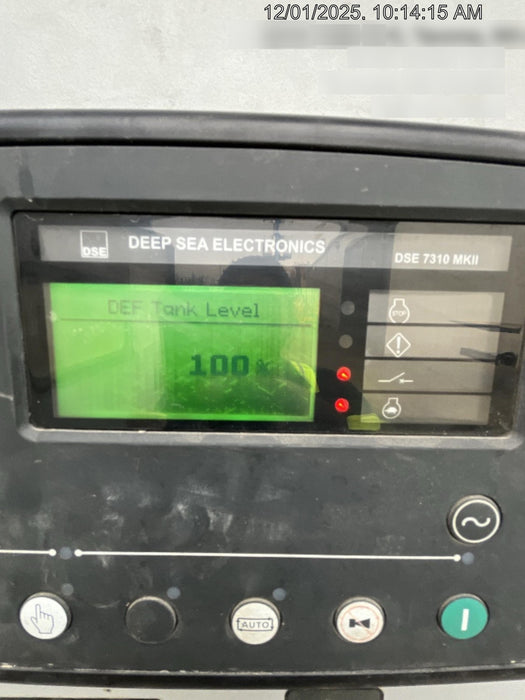 12/01/2025. 10:14:15 AM
DSE
DEEP SEA ELECTRONICS
DSE 7310 MKII
DEF Tank Level
100 %
STOP
AUTO